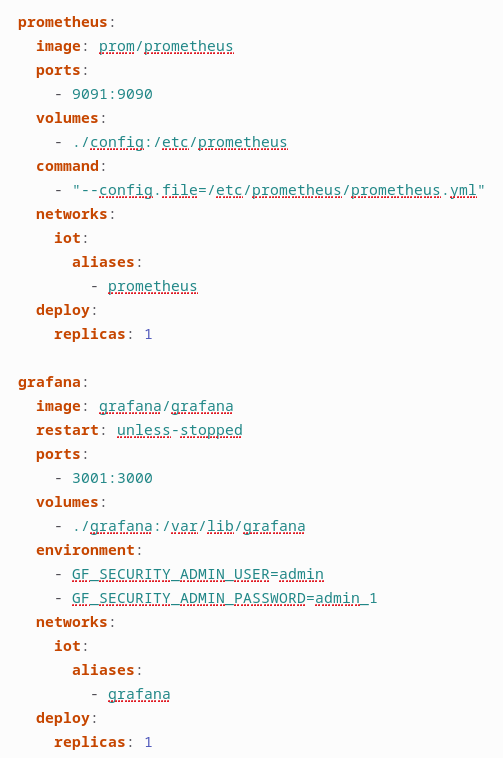 prometheus:
  image: prom/prometheus
  ports:
    - 9091:9090
  volumes:
    - ./config:/etc/prometheus
  command:
    - "--config.file=/etc/prometheus/prometheus.yml"
  networks:
    iot:
      aliases:
        - prometheus
  deploy:
    replicas: 1

grafana:
  image: grafana/grafana
  restart: unless-stopped
  ports:
    - 3001:3000
  volumes:
    - ./grafana:/var/lib/grafana
  environment:
    - GF_SECURITY_ADMIN_USER=admin
    - GF_SECURITY_ADMIN_PASSWORD=admin_1
  networks:
    iot:
      aliases:
        - grafana
  deploy:
    replicas: 1